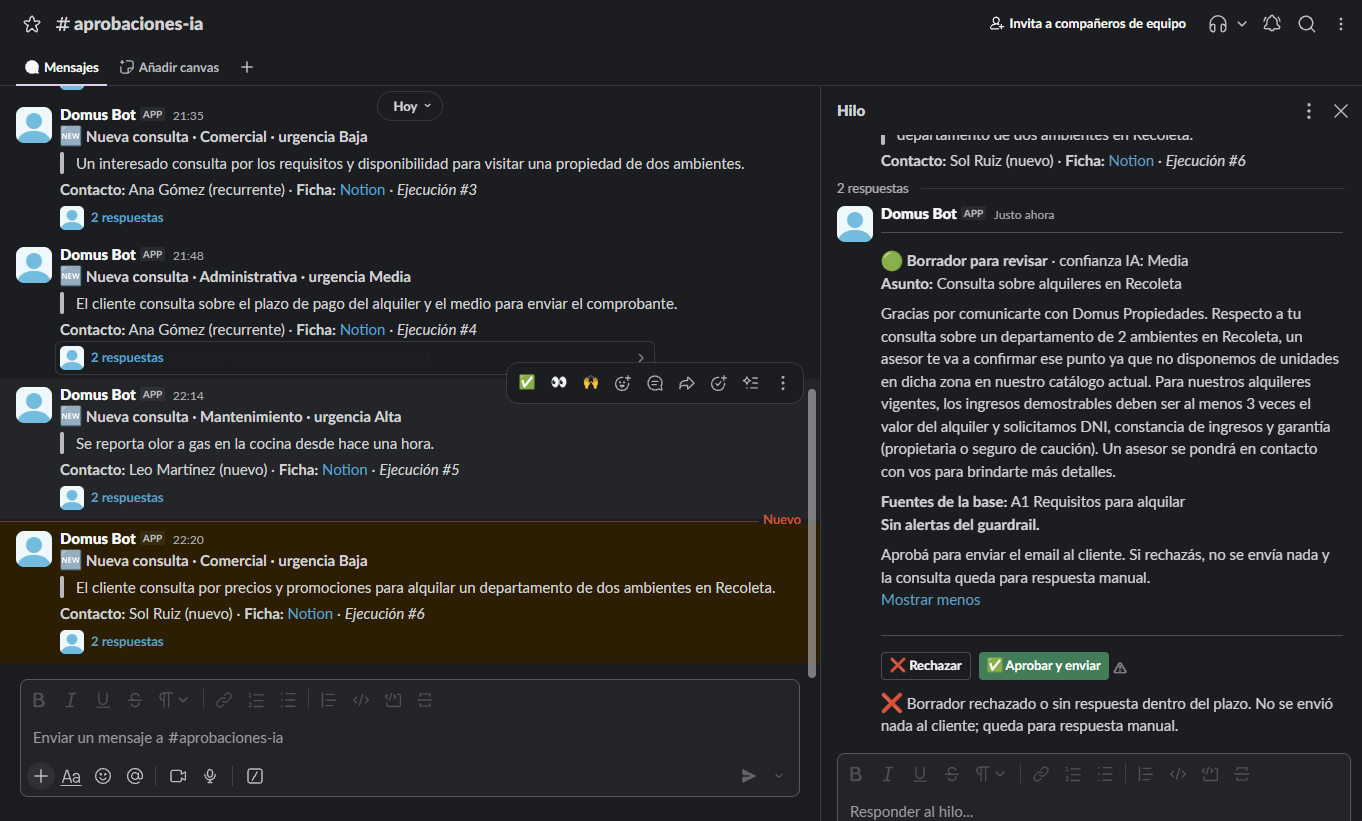 # aprobaciones-ia
Invita a compañeros de equipo
Mensajes
Añadir canvas
Hoy
Domus Bot APP 21:35
NEW Nueva consulta · Comercial · urgencia Baja
Un interesado consulta por los requisitos y disponibilidad para visitar una propiedad de dos ambientes.
Contacto: Ana Gómez (recurrente) · Ficha: Notion · Ejecución #3
2 respuestas
Domus Bot APP 21:48
NEW Nueva consulta · Administrativa · urgencia Media
El cliente consulta sobre el plazo de pago del alquiler y el medio para enviar el comprobante.
Contacto: Ana Gómez (recurrente) · Ficha: Notion · Ejecución #4
2 respuestas
Domus Bot APP 22:14
NEW Nueva consulta · Mantenimiento · urgencia Alta
Se reporta olor a gas en la cocina desde hace una hora.
Contacto: Leo Martínez (nuevo) · Ficha: Notion · Ejecución #5
2 respuestas
Nuevo
Domus Bot APP 22:20
NEW Nueva consulta · Comercial · urgencia Baja
El cliente consulta por precios y promociones para alquilar un departamento de dos ambientes en Recoleta.
Contacto: Sol Ruiz (nuevo) · Ficha: Notion · Ejecución #6
2 respuestas
Enviar un mensaje a #aprobaciones-ia
Aa
Hilo
departamento de dos ambientes en Recoleta.
Contacto: Sol Ruiz (nuevo) · Ficha: Notion · Ejecución #6
2 respuestas
Domus Bot APP Justo ahora
Borrador para revisar · confianza IA: Media
Asunto: Consulta sobre alquileres en Recoleta
Gracias por comunicarte con Domus Propiedades. Respecto a tu
consulta sobre un departamento de 2 ambientes en Recoleta, un
asesor te va a confirmar ese punto ya que no disponemos de unidades
en dicha zona en nuestro catálogo actual. Para nuestros alquileres
vigentes, los ingresos demostrables deben ser al menos 3 veces el
valor del alquiler y solicitamos DNI, constancia de ingresos y garantía
(propietaria o seguro de caución). Un asesor se pondrá en contacto
con vos para brindarte más detalles.
Fuentes de la base: A1 Requisitos para alquilar
Sin alertas del guardrail.
Aprobá para enviar el email al cliente. Si rechazás, no se envía nada y
la consulta queda para respuesta manual.
Mostrar menos
Rechazar
Aprobar y enviar
Borrador rechazado o sin respuesta dentro del plazo. No se envió
nada al cliente; queda para respuesta manual.
Responder al hilo...